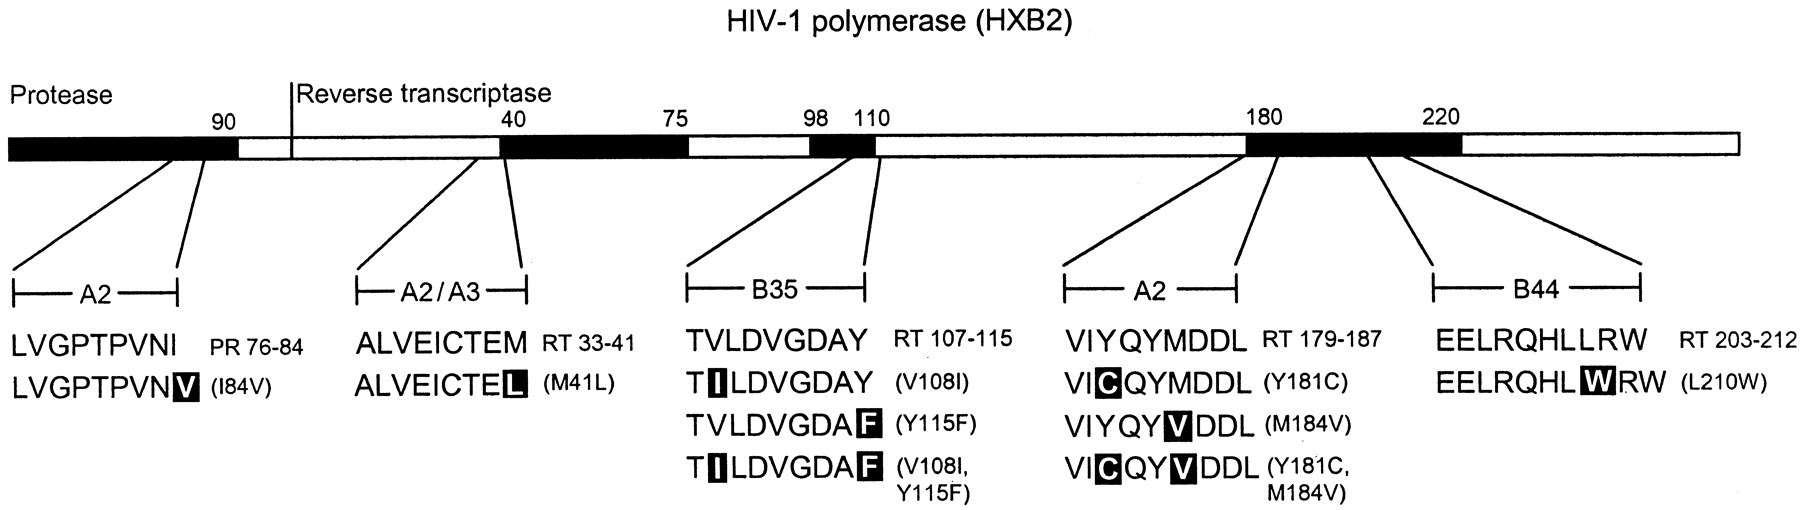 HIV-1 polymerase (HXB2)
Protease Reverse transcriptase
90 40 75 98 110 180 220
A2 A2/A3 B35 A2 B44
LVGPTPVNI PR 76-84 ALVEICTEM RT 33-41 TVLDVGDAY RT 107-115 VIYQYMDDL RT 179-187 EELRQHLLRW RT 203-212
LVGPTPVNV (I84V) ALVEICTEL (M41L) TILDVGDAY (V108I) VICQYMDDL (Y181C) EELRQHLWRW (L210W)
TVLDVGDAF (Y115F) VIYQYVDDL (M184V)
TILDVGDAF (V108I, VICQYVDDL (Y181C,
Y115F) M184V)